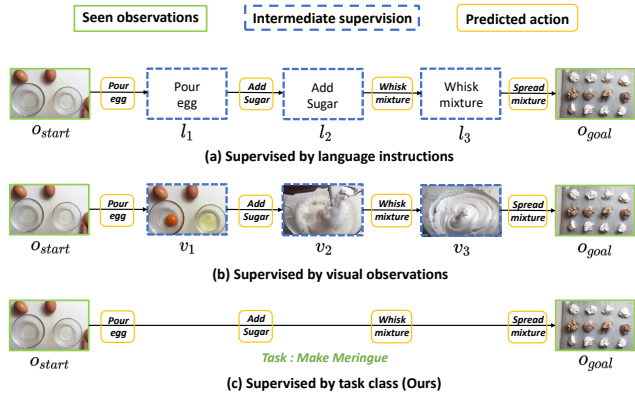 Seen observations
Intermediate supervision
Predicted action
Pour egg
Add Sugar
Whisk mixture
Spread mixture
Pour egg
Add Sugar
Whisk mixture
o_start
l_1
l_2
l_3
o_goal
(a) Supervised by language instructions
Pour egg
Add Sugar
Whisk mixture
Spread mixture
o_start
v_1
v_2
v_3
o_goal
(b) Supervised by visual observations
Pour egg
Add Sugar
Whisk mixture
Spread mixture
o_start
Task : Make Meringue
o_goal
(c) Supervised by task class (Ours)